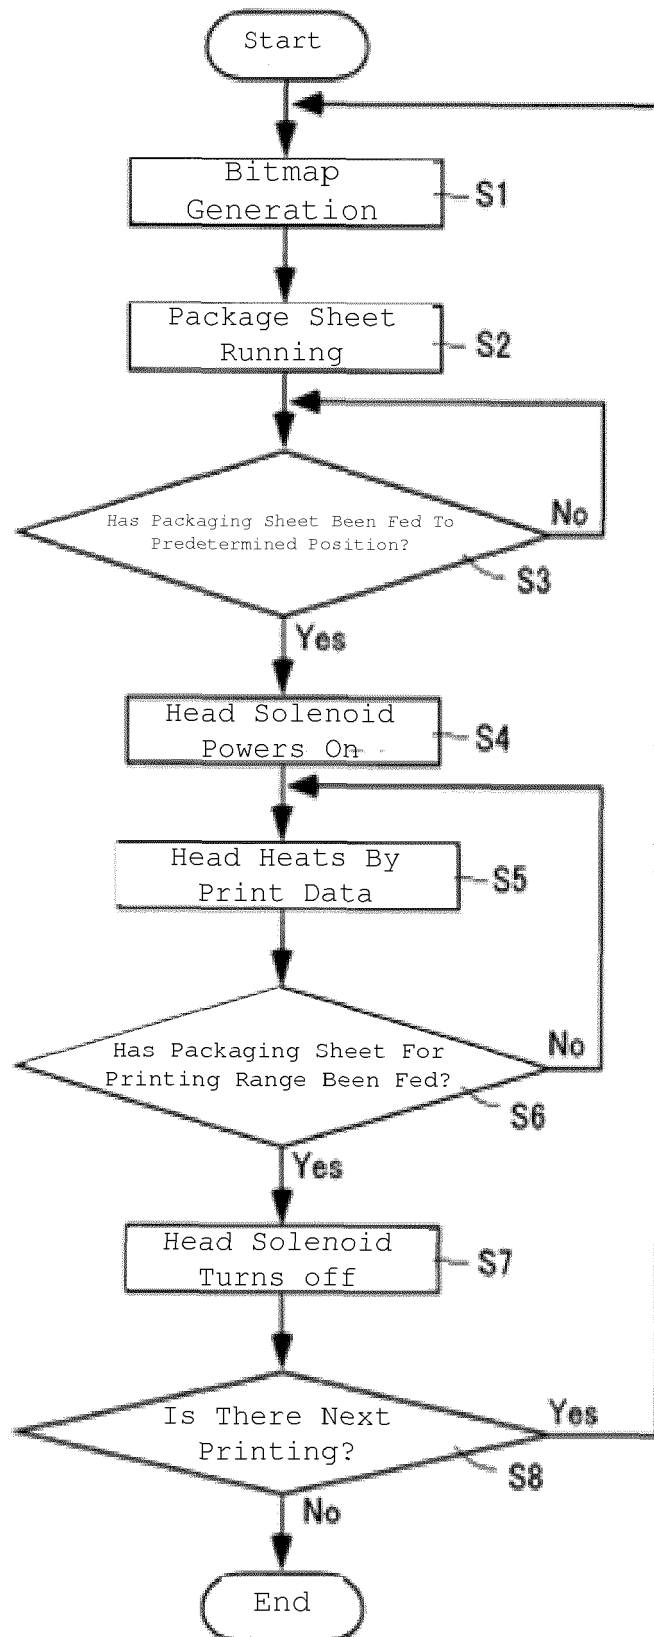 Start
Bitmap
Generation
S1
Package Sheet
Running
S2
Has Packaging Sheet Been Fed To
Predetermined Position?
No
S3
Yes
Head Solenoid
Powers On
S4
Head Heats By
Print Data
S5
Has Packaging Sheet For
Printing Range Been Fed?
No
S6
Yes
Head Solenoid
Turns off
S7
Is There Next
Printing?
Yes
S8
No
End